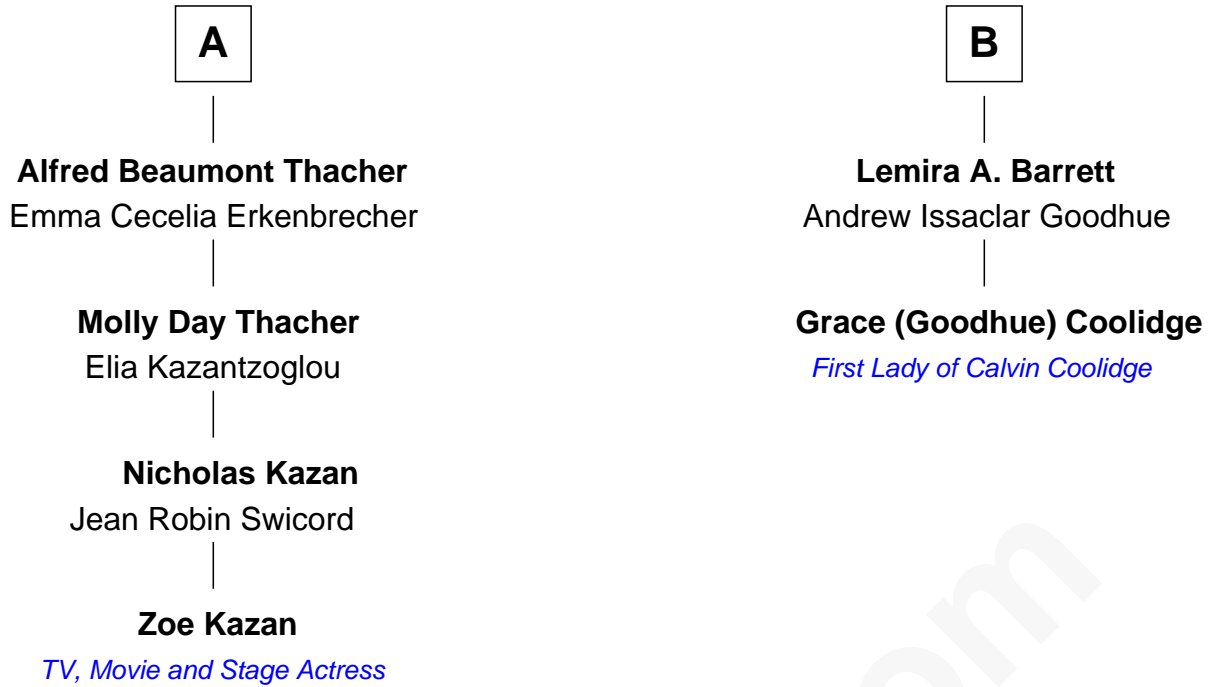 A
Alfred Beaumont Thacher
Emma Cecelia Erkenbrecher
Molly Day Thacher
Elia Kazantzoglou
Nicholas Kazan
Jean Robin Swicord
Zoe Kazan
TV, Movie and Stage Actress
B
Lemira A. Barrett
Andrew Issaclar Goodhue
Grace (Goodhue) Coolidge
First Lady of Calvin Coolidge
om